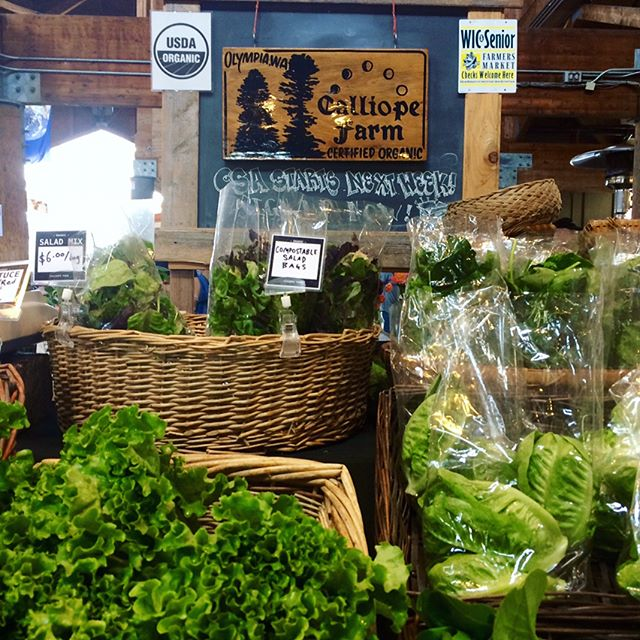 USDA
ORGANIC
OLYMPIA WA
Calliope
Farm
CERTIFIED ORGANIC
WIC & Senior
FARMERS
MARKET
Checks Welcome Here
CSA STARTS NEXT WEEK!
SALAD MIX
$6.00/bag
COMPOSTABLE
SALAD
BAGS